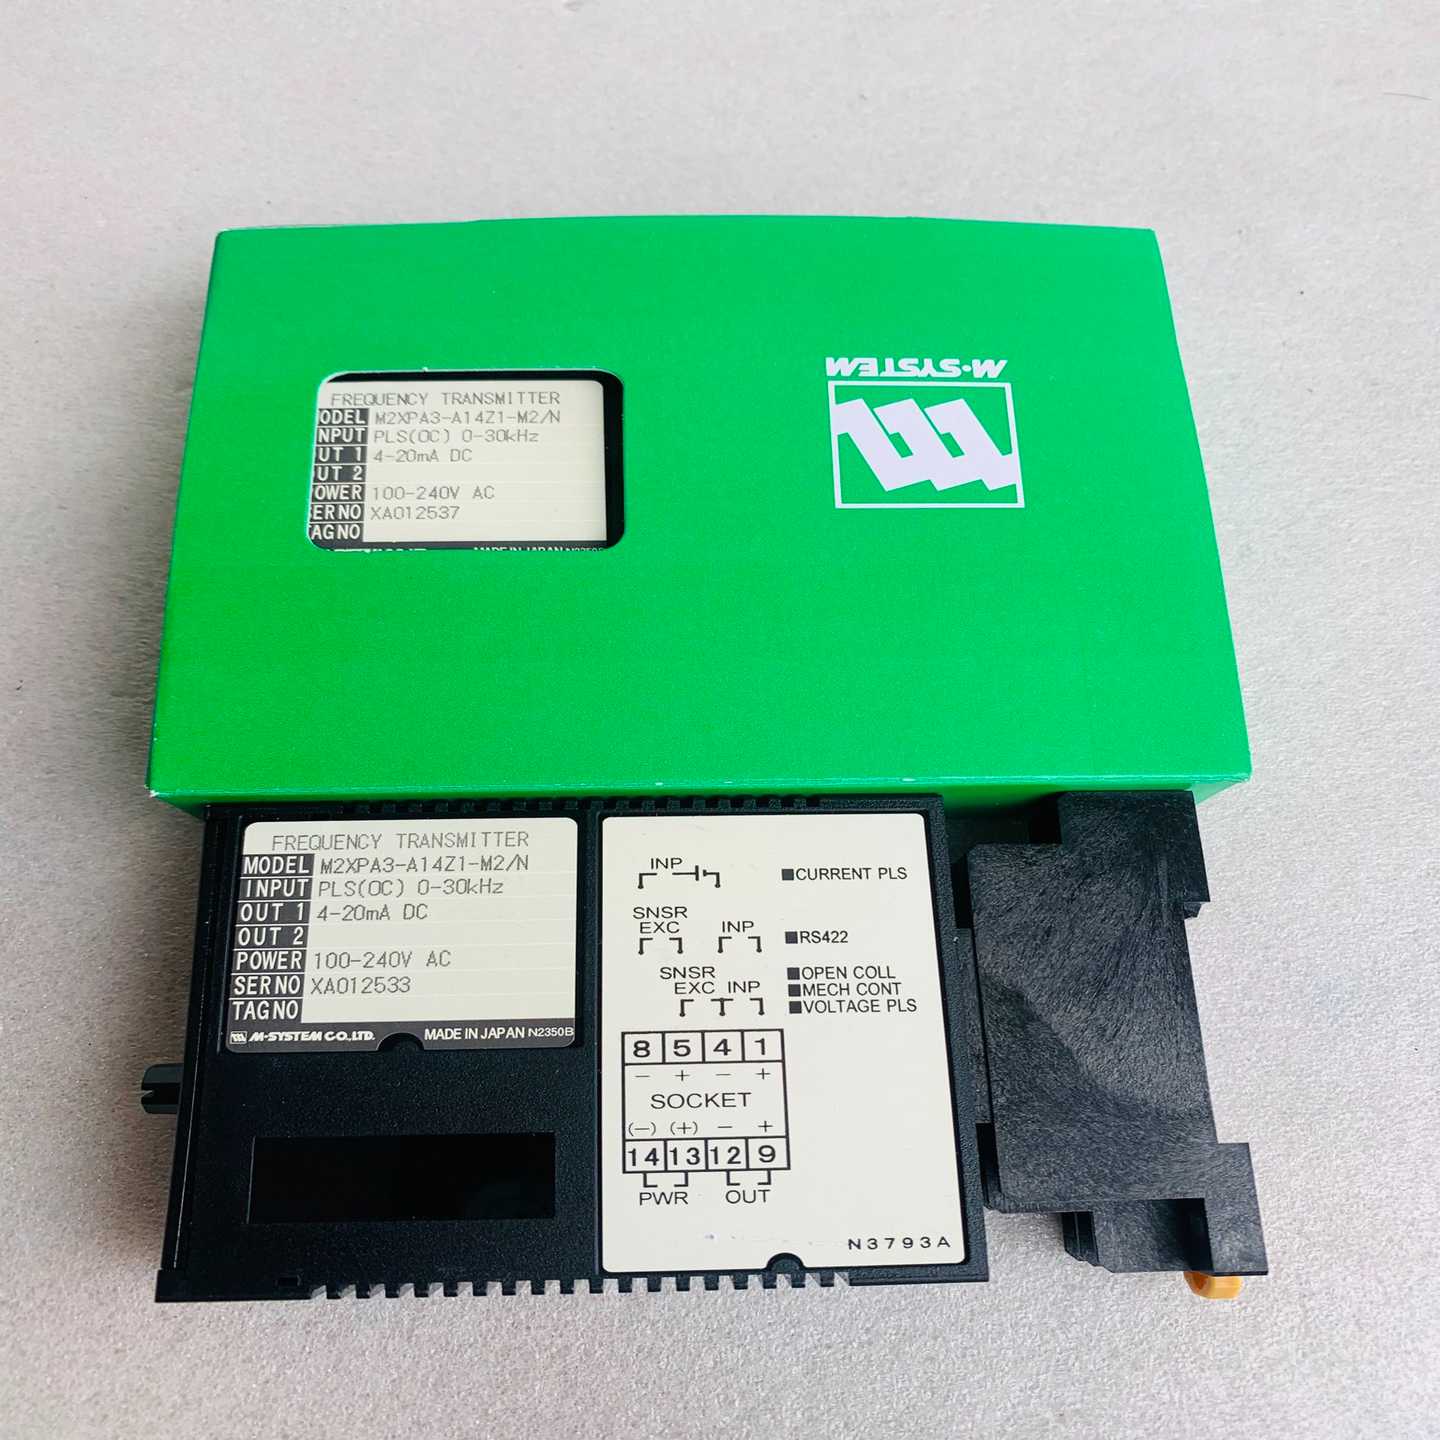 M·SYSTEM
FREQUENCY TRANSMITTER
ODEL M2XPA3-A14Z1-M2/N
NPUT PLS(OC) 0-30kHz
UT 1 4-20mA DC
UT 2
OWER 100-240V AC
ER NO XA012537
AG NO
MADE IN JAPAN
FREQUENCY TRANSMITTER
MODEL M2XPA3-A14Z1-M2/N
INPUT PLS(OC) 0-30kHz
OUT 1 4-20mA DC
OUT 2
POWER 100-240V AC
SER NO XA012533
TAG NO
M-SYSTEM CO.,LTD. MADE IN JAPAN N2350B
INP ■CURRENT PLS
SNSR
EXC INP ■RS422
SNSR
EXC INP
■OPEN COLL
■MECH CONT
■VOLTAGE PLS
8 5 4 1
− + − +
SOCKET
(−) (+) − +
14 13 12 9
PWR OUT
N3793A